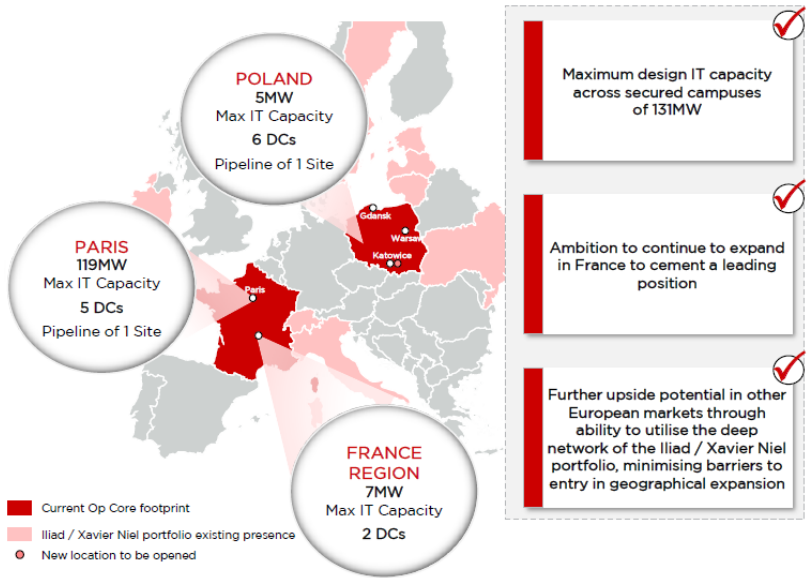 POLAND
5MW
Max IT Capacity
6 DCs
Pipeline of 1 Site
Gdansk
Warsaw
Katowice
PARIS
119MW
Max IT Capacity
5 DCs
Pipeline of 1 Site
Paris
FRANCE
REGION
7MW
Max IT Capacity
2 DCs
Current Op Core footprint
Iliad / Xavier Niel portfolio existing presence
New location to be opened
Maximum design IT capacity
across secured campuses
of 131MW
Ambition to continue to expand
in France to cement a leading
position
Further upside potential in other
European markets through
ability to utilise the deep
network of the Iliad / Xavier Niel
portfolio, minimising barriers to
entry in geographical expansion